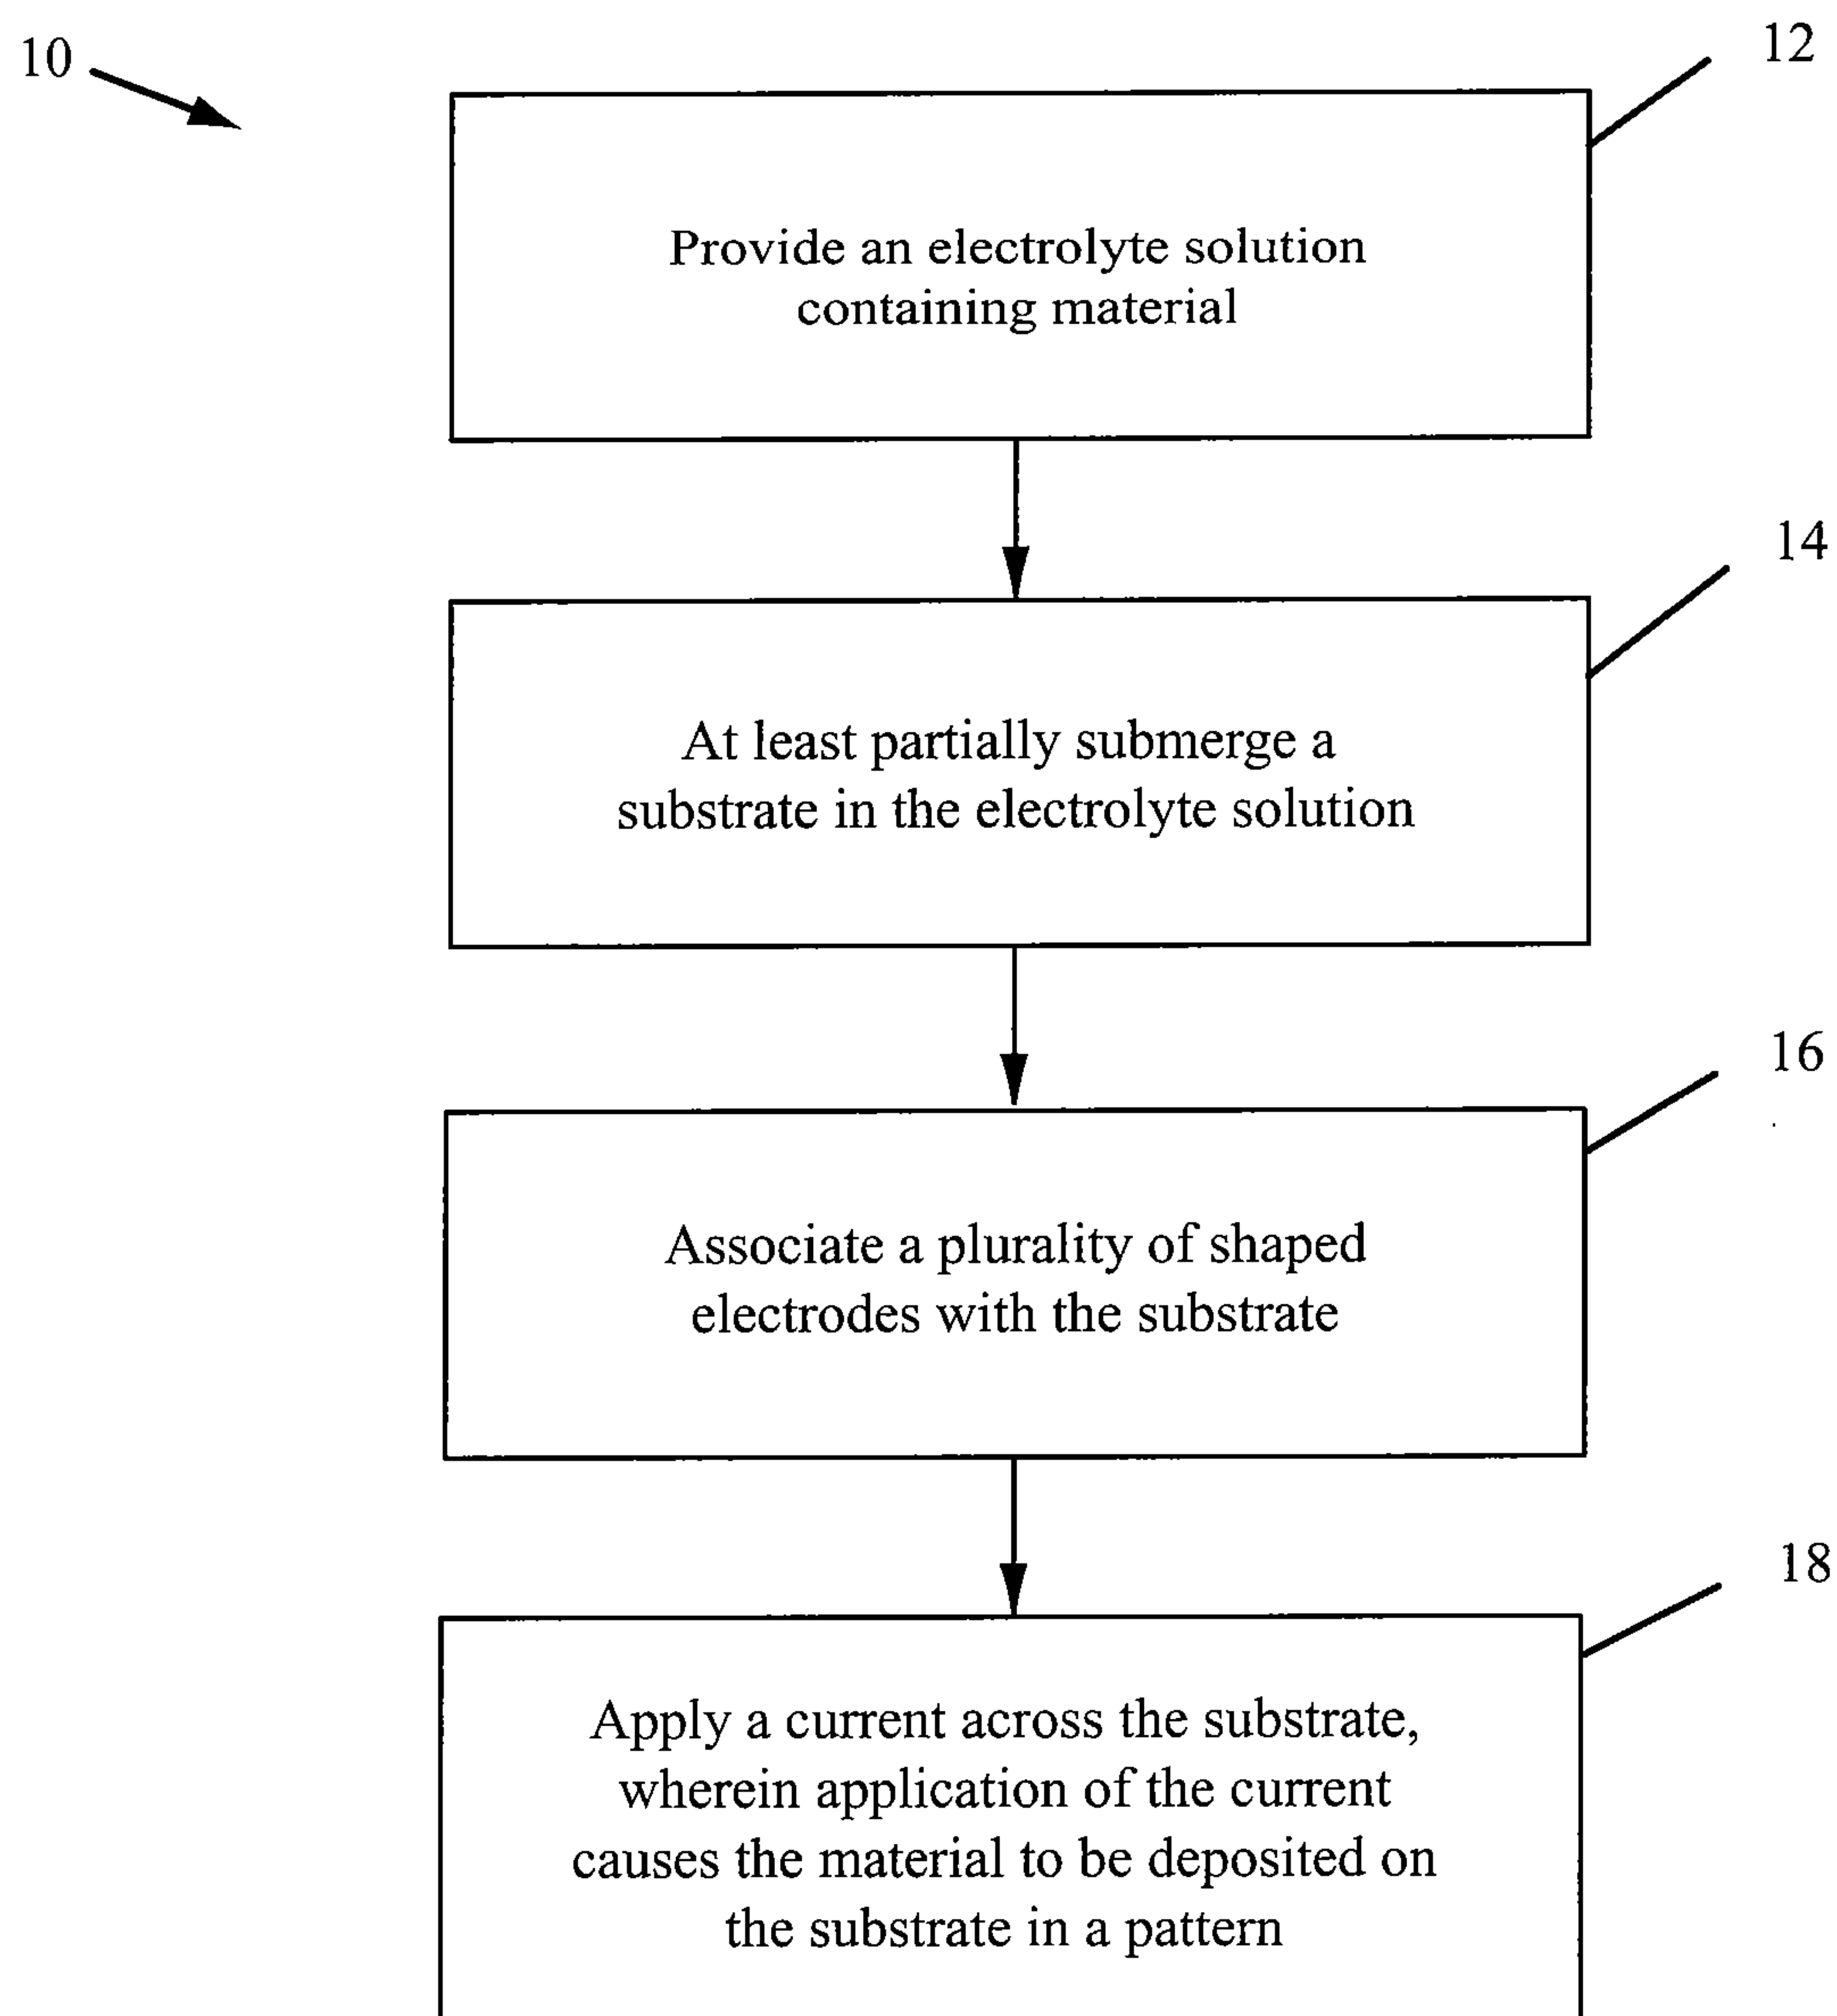 10
12
Provide an electrolyte solution
containing material
14
At least partially submerge a
substrate in the electrolyte solution
16
Associate a plurality of shaped
electrodes with the substrate
18
Apply a current across the substrate,
wherein application of the current
causes the material to be deposited on
the substrate in a pattern